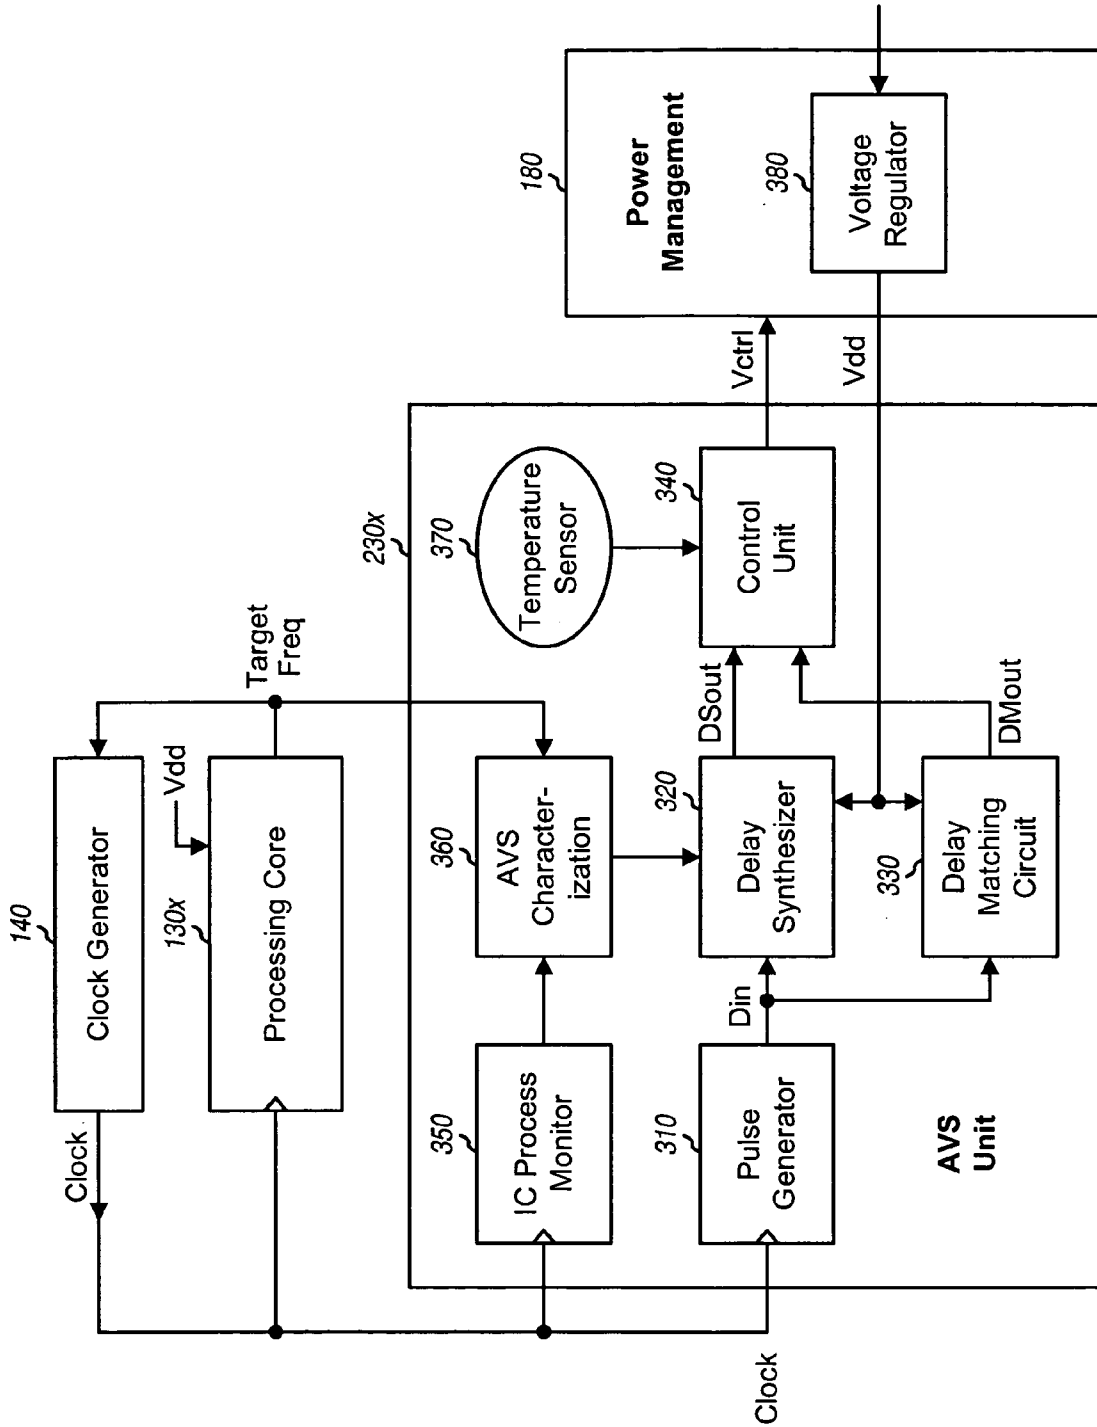 140
Clock Generator
Clock
Vdd
130x
Processing Core
Target
Freq
230x
350
IC Process
Monitor
360
AVS
Character-
ization
370
Temperature
Sensor
180
Power
Management
310
Pulse
Generator
Din
320
Delay
Synthesizer
DSout
340
Control
Unit
Vctrl
Clock
Vdd
380
Voltage
Regulator
330
Delay
Matching
Circuit
DMout
AVS
Unit